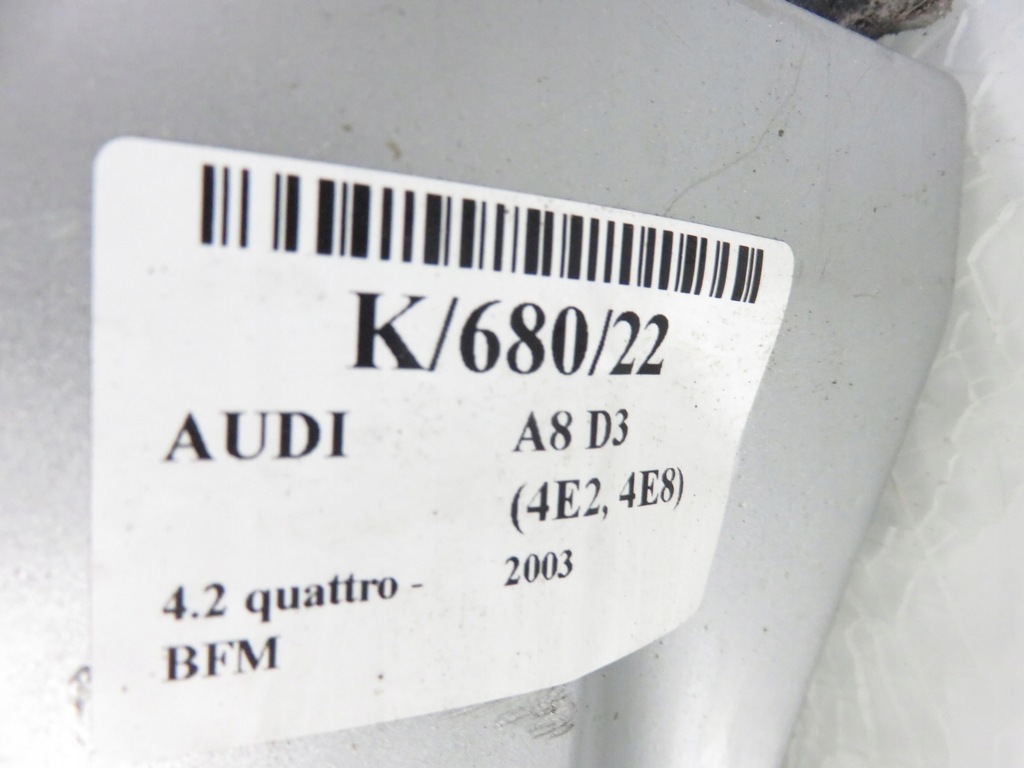 K/680/22
AUDI A8 D3
(4E2, 4E8)
4.2 quattro - 2003
BFM